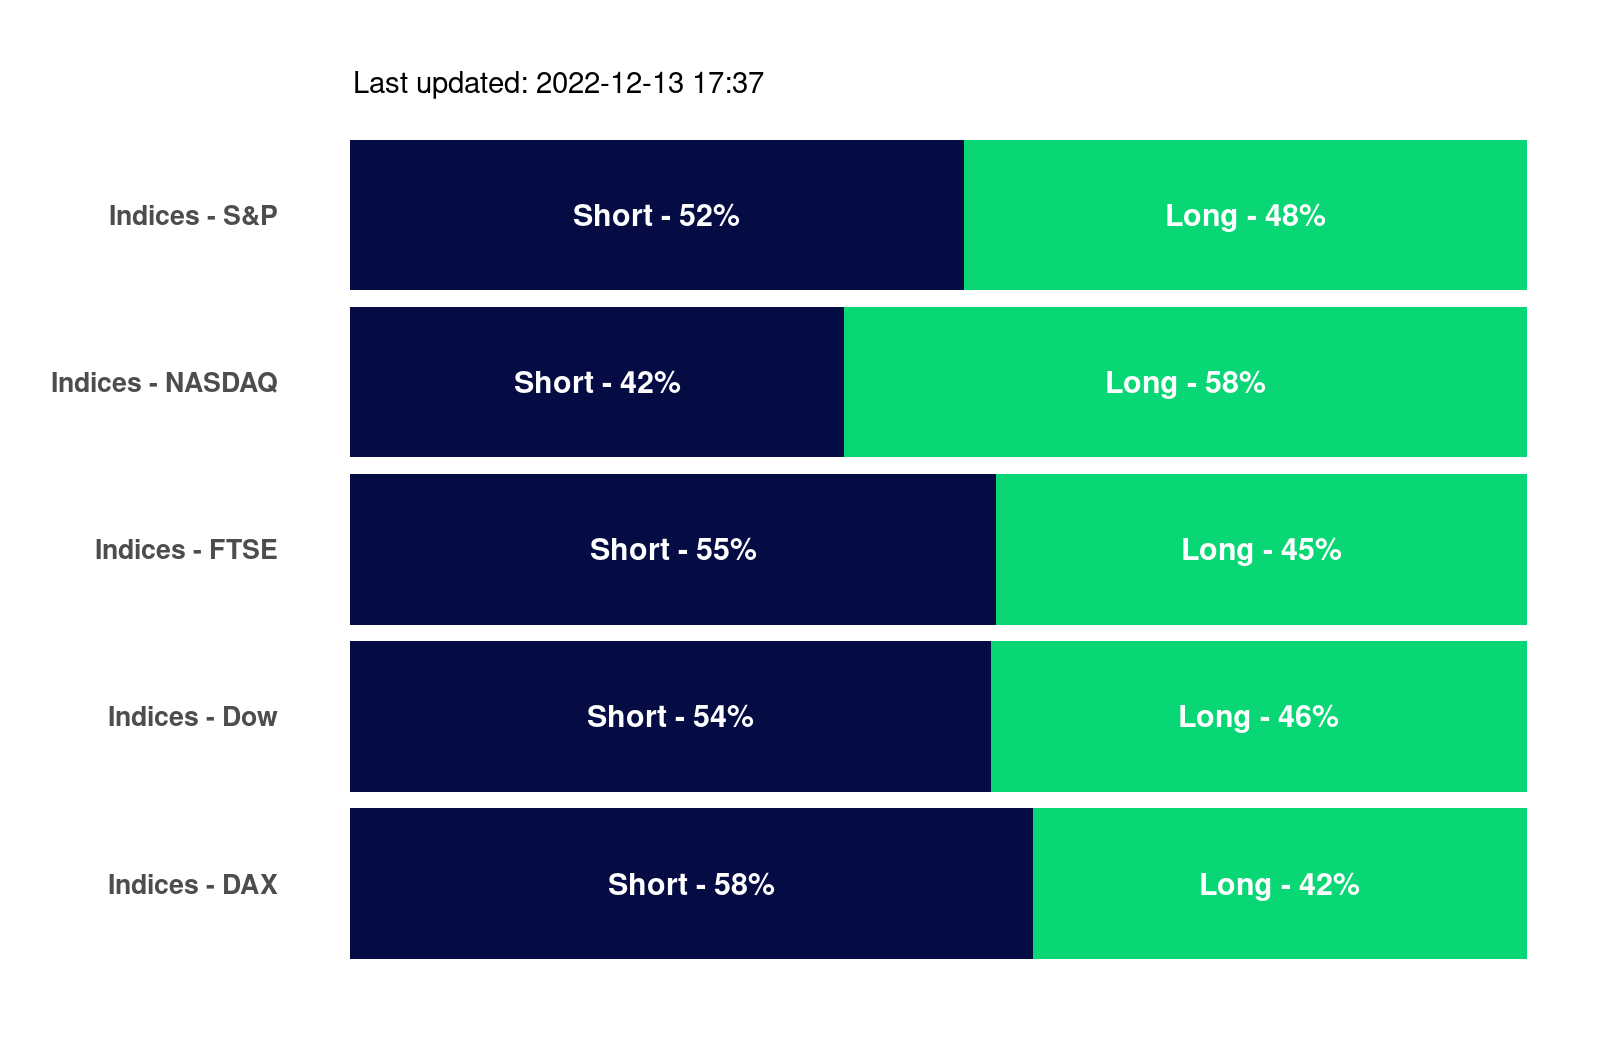 Last updated: 2022-12-13 17:37
Indices - S&P Short - 52% Long - 48%
Indices - NASDAQ Short - 42% Long - 58%
Indices - FTSE Short - 55% Long - 45%
Indices - Dow Short - 54% Long - 46%
Indices - DAX Short - 58% Long - 42%